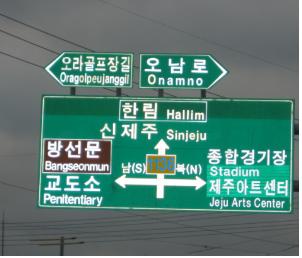 오라골프장길
Oragolpeujanggil
오남로
Onamno
한림 Hallim
신제주 Sinjeju
방선문
Bangseonmun
교도소
Penitentiary
남(S)
북(N)
종합경기장
Stadium
제주아트센터
Jeju Arts Center